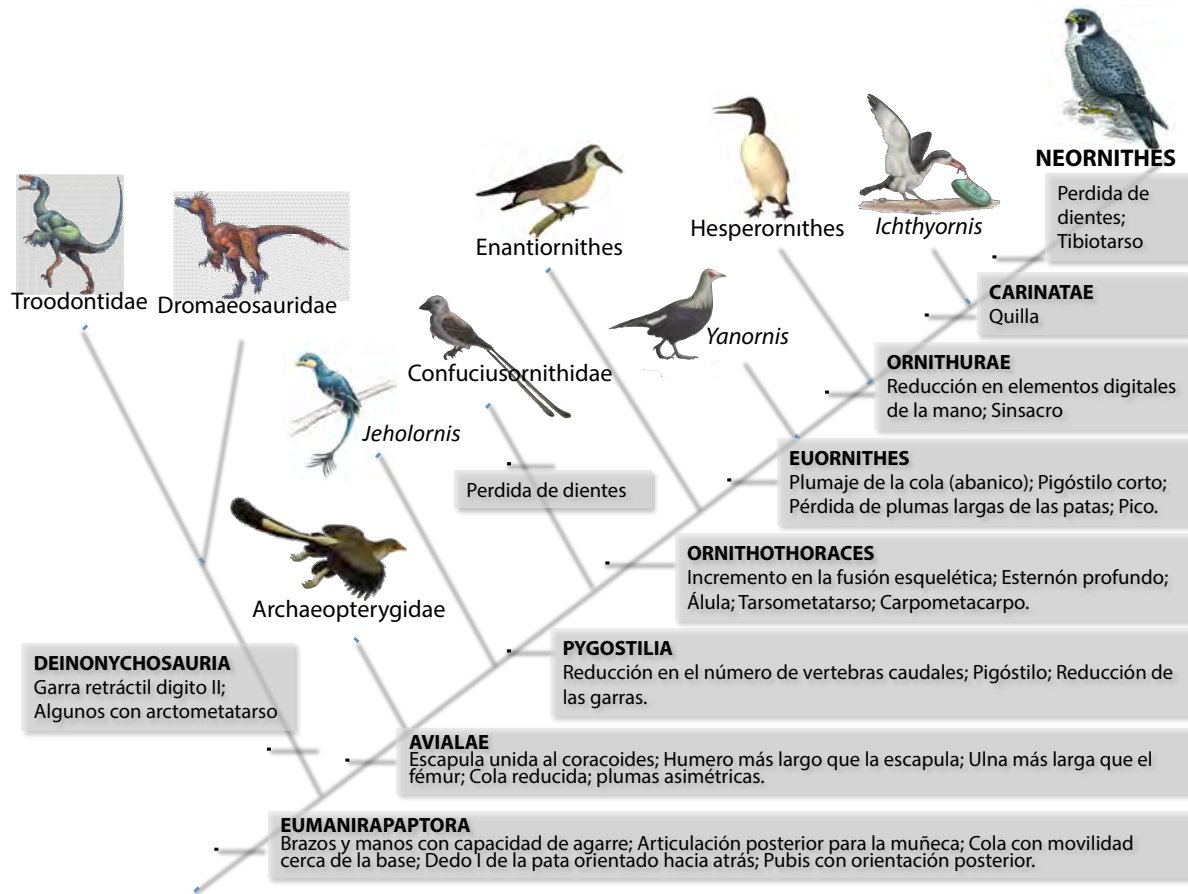 NEORNITHES
Perdida de
dientes;
Tibiotarso
Hesperornithes
Ichthyornis
Enantiornithes
Troodontidae
Dromaeosauridae
CARINATAE
Quilla
Yanornis
Confuciusornithidae
ORNITHURAE
Reducción en elementos digitales
de la mano; Sinsacro
Jeholornis
EUORNITHES
Plumaje de la cola (abanico); Pigóstilo corto;
Pérdida de plumas largas de las patas; Pico.
Perdida de dientes
ORNITHOTHORACES
Incremento en la fusión esquelética; Esternón profundo;
Álula; Tarsometatarso; Carpometacarpo.
Archaeopterygidae
PYGOSTILIA
Reducción en el número de vertebras caudales; Pigóstilo; Reducción de
las garras.
DEINONYCHOSAURIA
Garra retráctil digito II;
Algunos con arctometatarso
AVIALAE
Escapula unida al coracoides; Humero más largo que la escapula; Ulna más larga que el
fémur; Cola reducida; plumas asimétricas.
EUMANIRAPAPTORA
Brazos y manos con capacidad de agarre; Articulación posterior para la muñeca; Cola con movilidad
cerca de la base; Dedo I de la pata orientado hacia atrás; Pubis con orientación posterior.